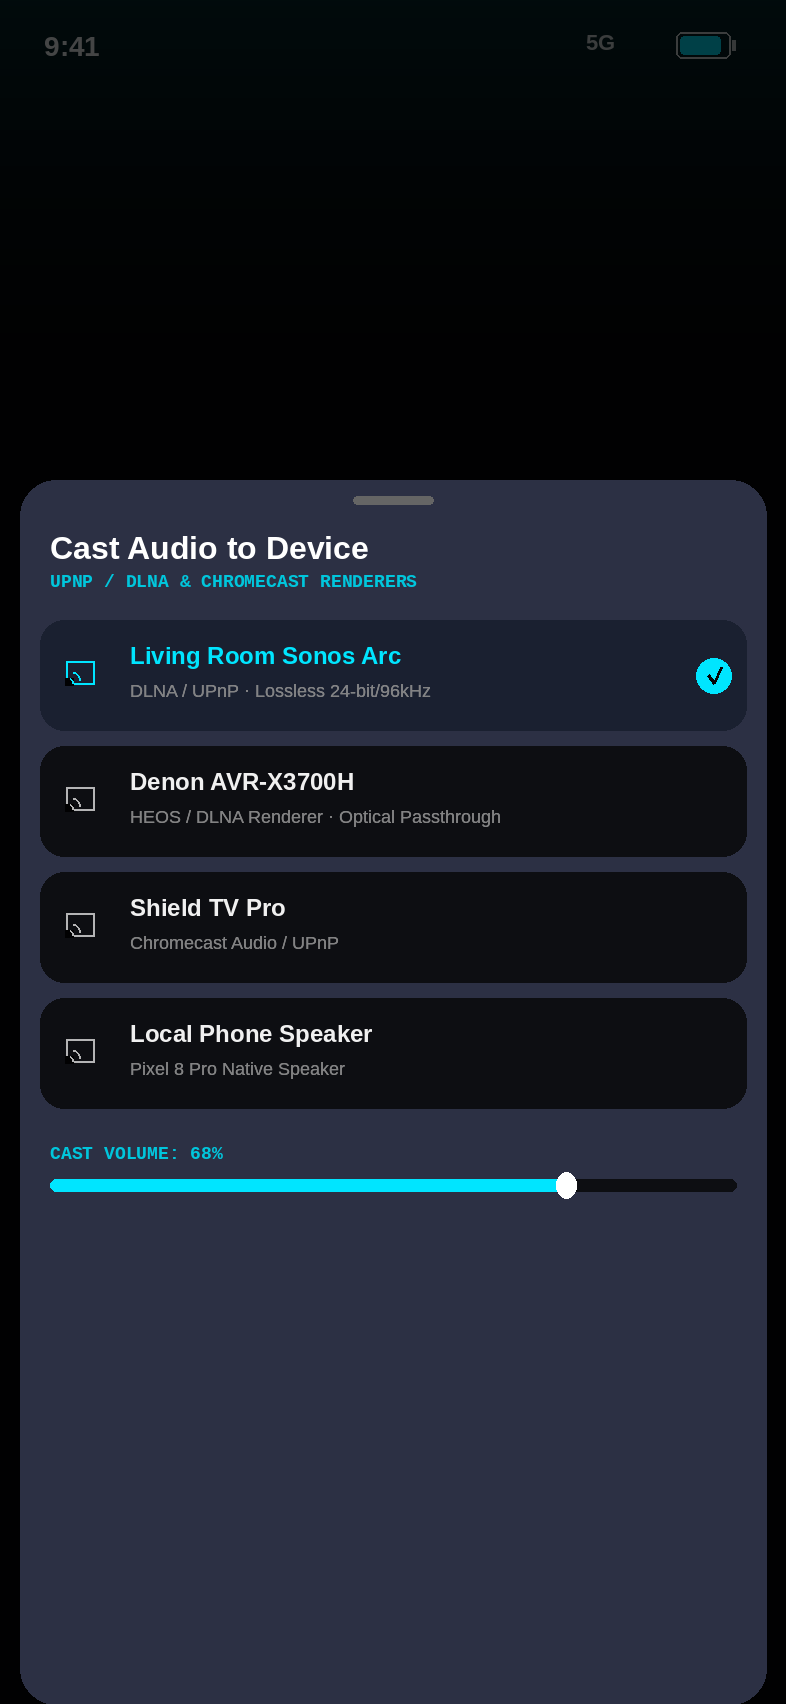 9:41
5G
Cast Audio to Device
UPNP / DLNA & CHROMECAST RENDERERS
Living Room Sonos Arc
DLNA / UPnP · Lossless 24-bit/96kHz
Denon AVR-X3700H
HEOS / DLNA Renderer · Optical Passthrough
Shield TV Pro
Chromecast Audio / UPnP
Local Phone Speaker
Pixel 8 Pro Native Speaker
CAST VOLUME: 68%